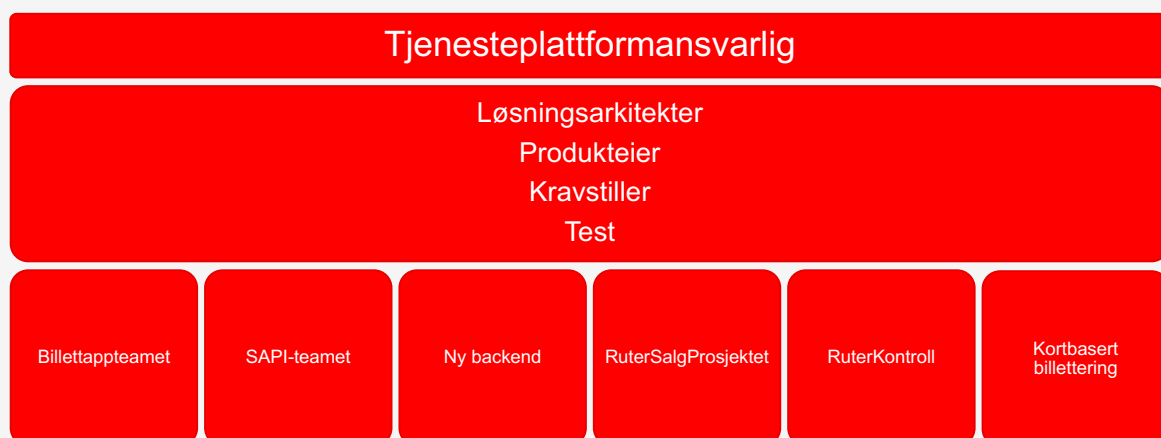 Tjenesteplattformansvarlig
Løsningsarkitekter
Produkteier
Kravstiller
Test
Billettappteamet
SAPI-teamet
Ny backend
RuterSalgProsjektet
RuterKontroll
Kortbasert
billettering